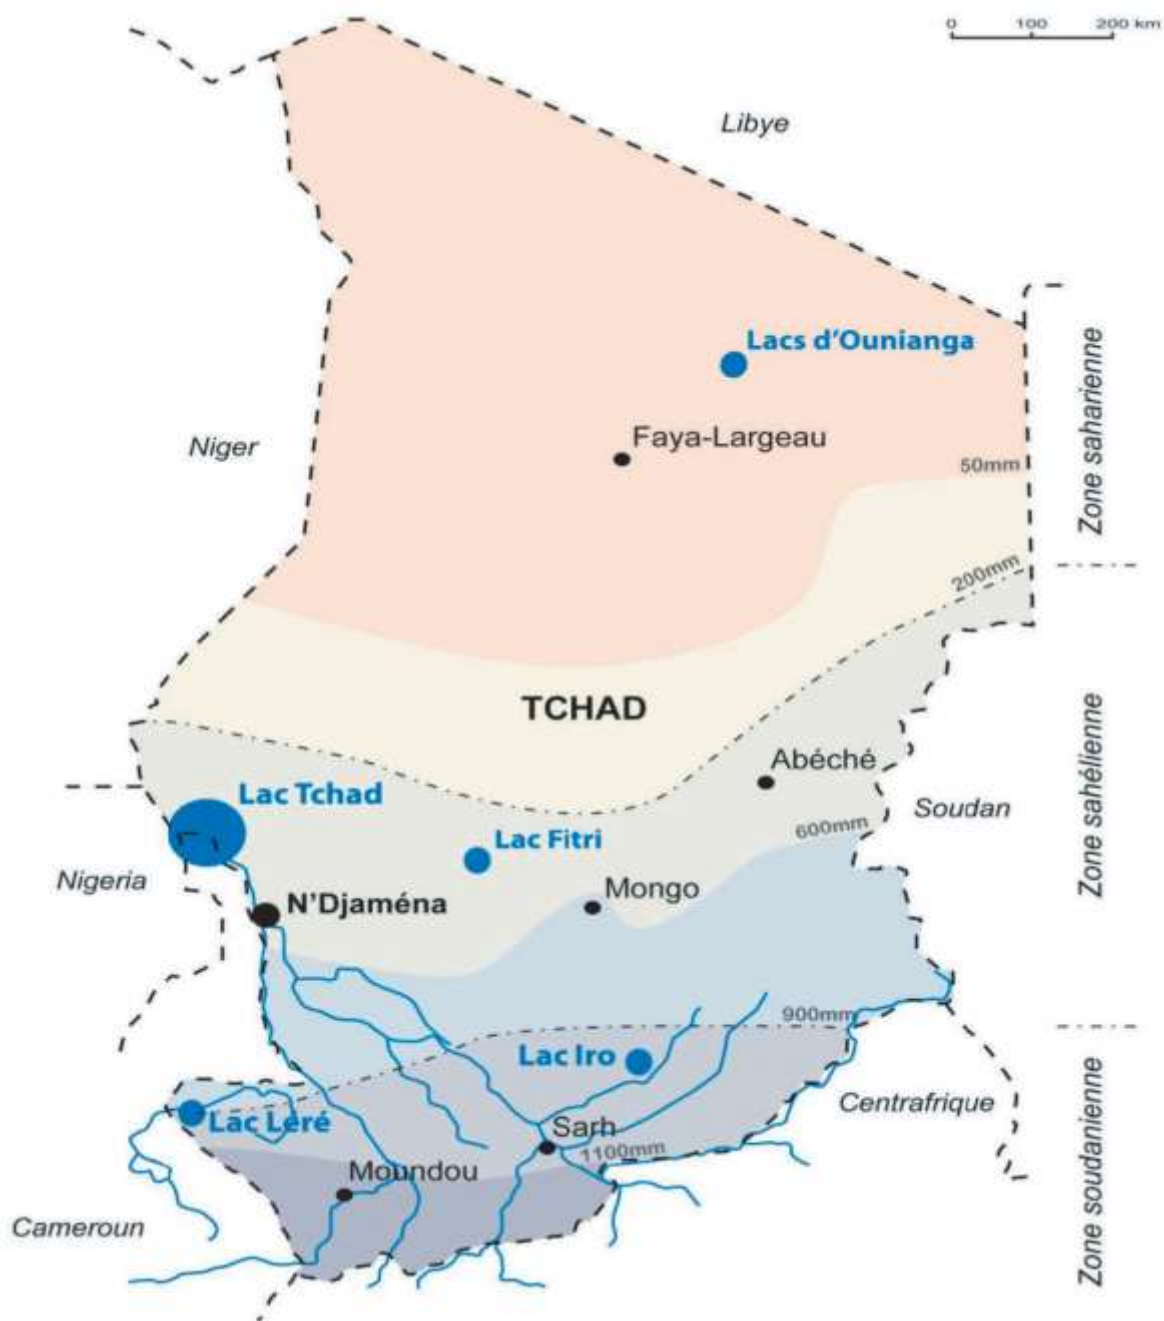 0 100 200 km
Libye
Lacs d'Ounianga
Faya-Largeau
Niger
50mm
Zone saharienne
200mm
TCHAD
Abéché
Lac Tchad
Soudan
600mm
Lac Fitri
Zone sahélienne
Nigeria
Mongo
N'Djaména
900mm
Lac Iro
Centrafrique
Lac Léré
Sarh
1100mm
Moundou
Zone soudanienne
Cameroun